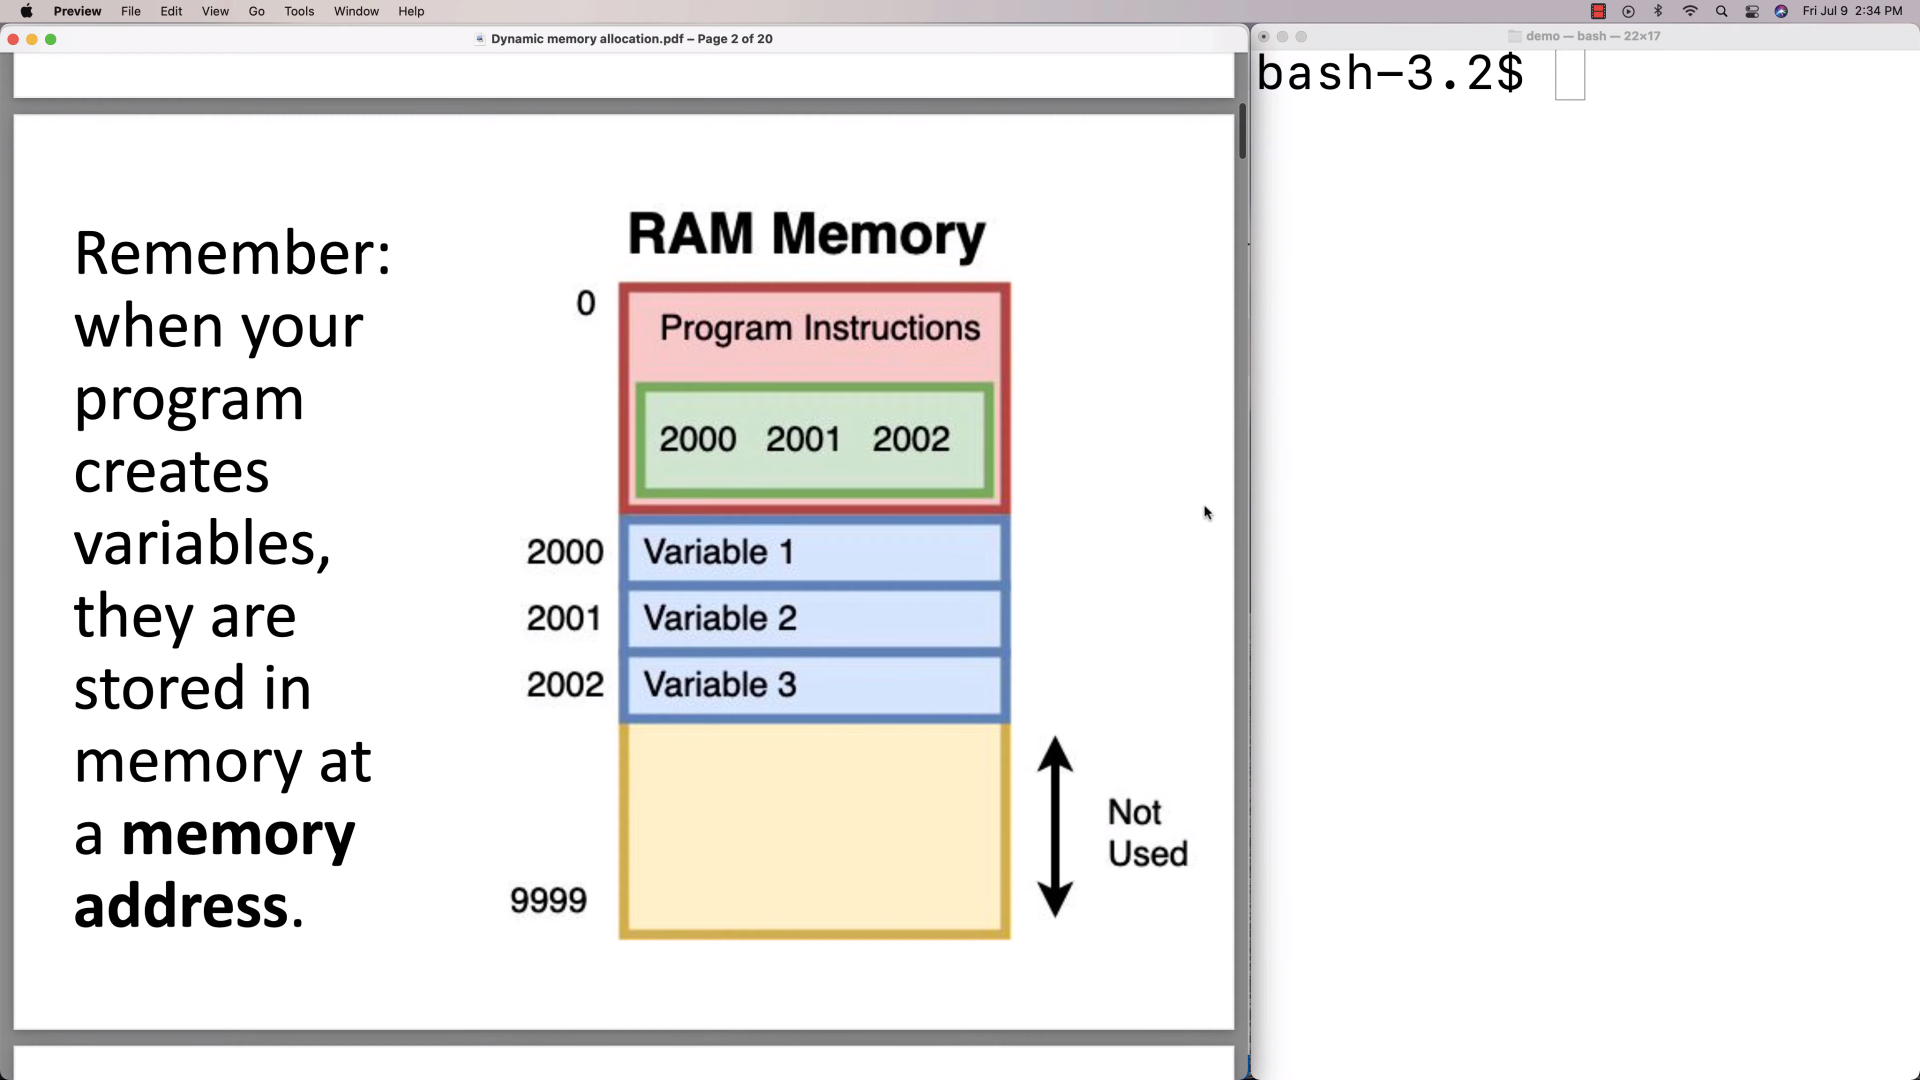 Preview File Edit View Go Tools Window Help Fri Jul 9 2:34 PM
Dynamic memory allocation.pdf – Page 2 of 20
demo — bash — 22×17
bash-3.2$
Remember:
when your
program
creates
variables,
they are
stored in
memory at
a memory
address.
RAM Memory
0
Program Instructions
2000 2001 2002
2000 Variable 1
2001 Variable 2
2002 Variable 3
Not
Used
9999